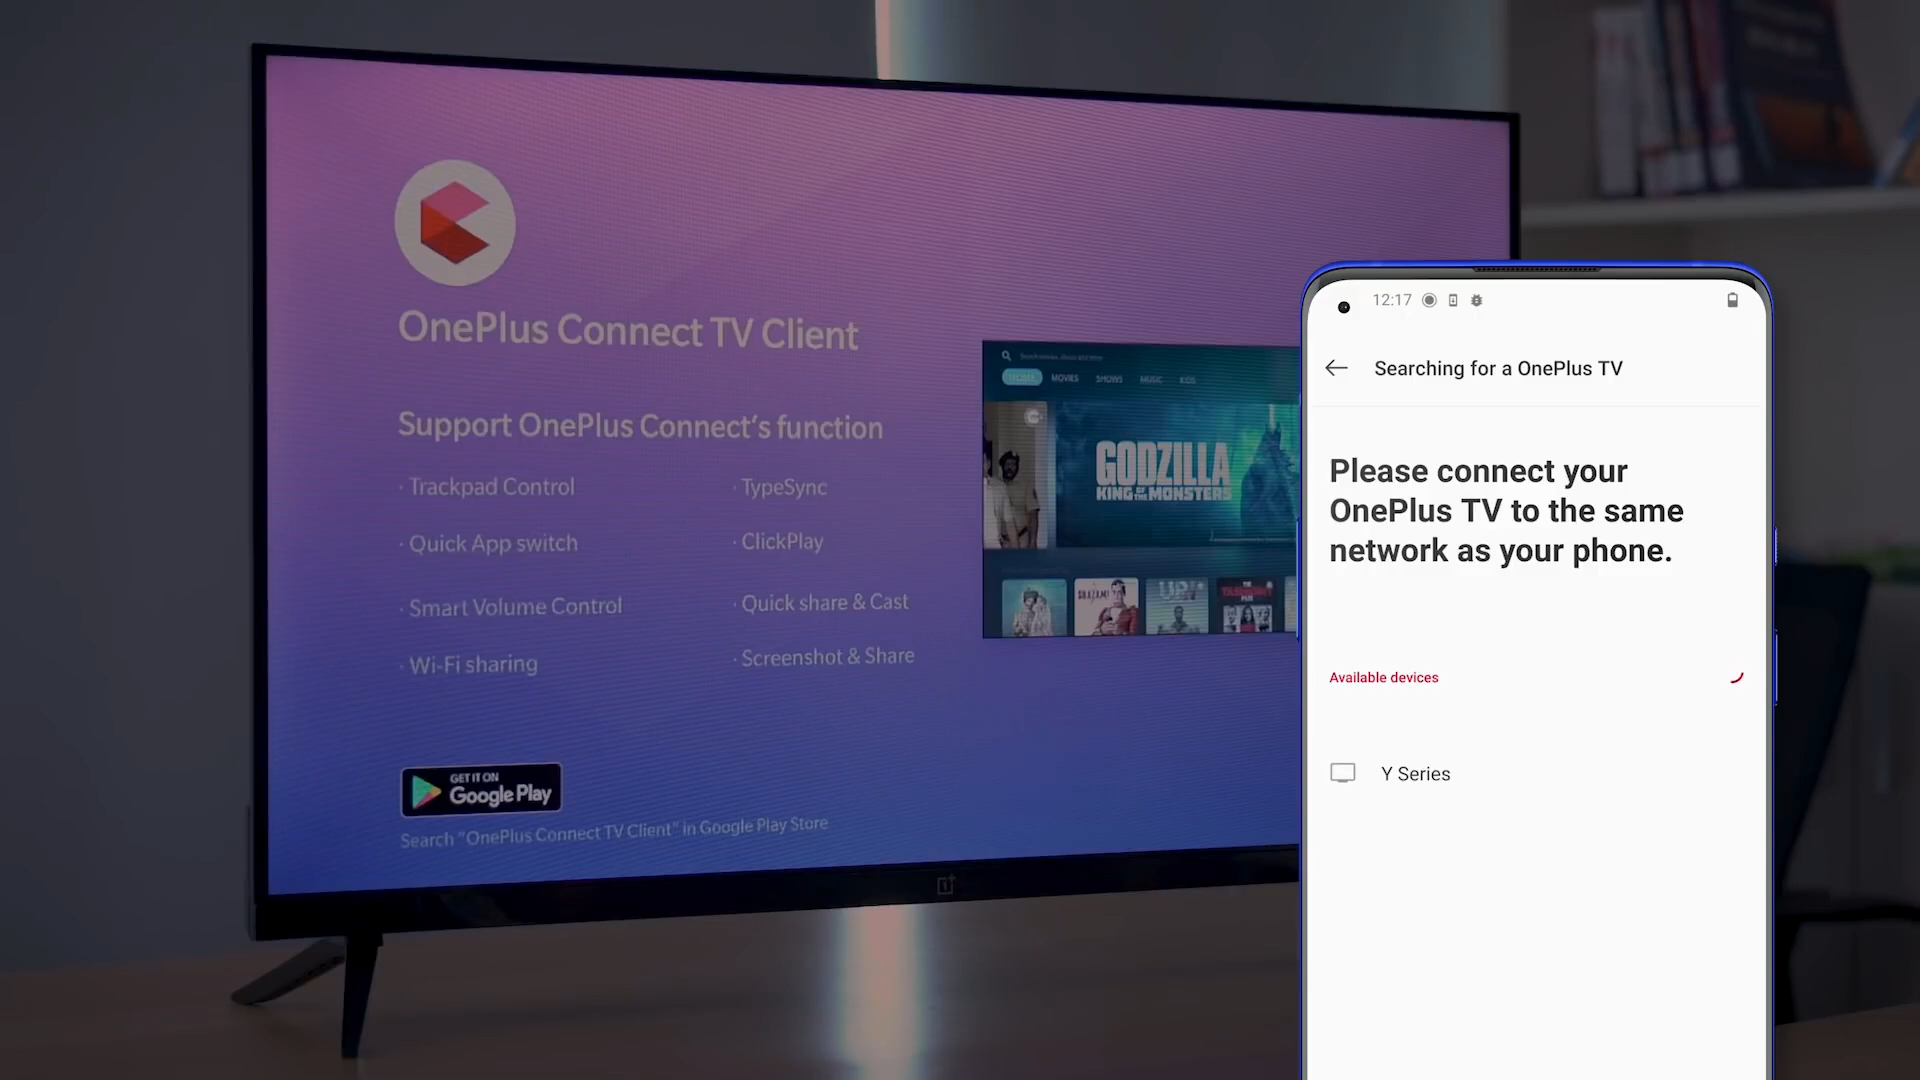 OnePlus Connect TV Client
Support OnePlus Connect's function
· Trackpad Control
· TypeSync
· Quick App switch
· ClickPlay
· Smart Volume Control
· Quick share & Cast
· Wi-Fi sharing
· Screenshot & Share
GET IT ON
Google Play
Search "OnePlus Connect TV Client" in Google Play Store
MOVIES SHOWS MUSIC KIDS
GODZILLA
KING OF THE MONSTERS
SHAZAM!
12:17
Searching for a OnePlus TV
Please connect your
OnePlus TV to the same
network as your phone.
Available devices
Y Series